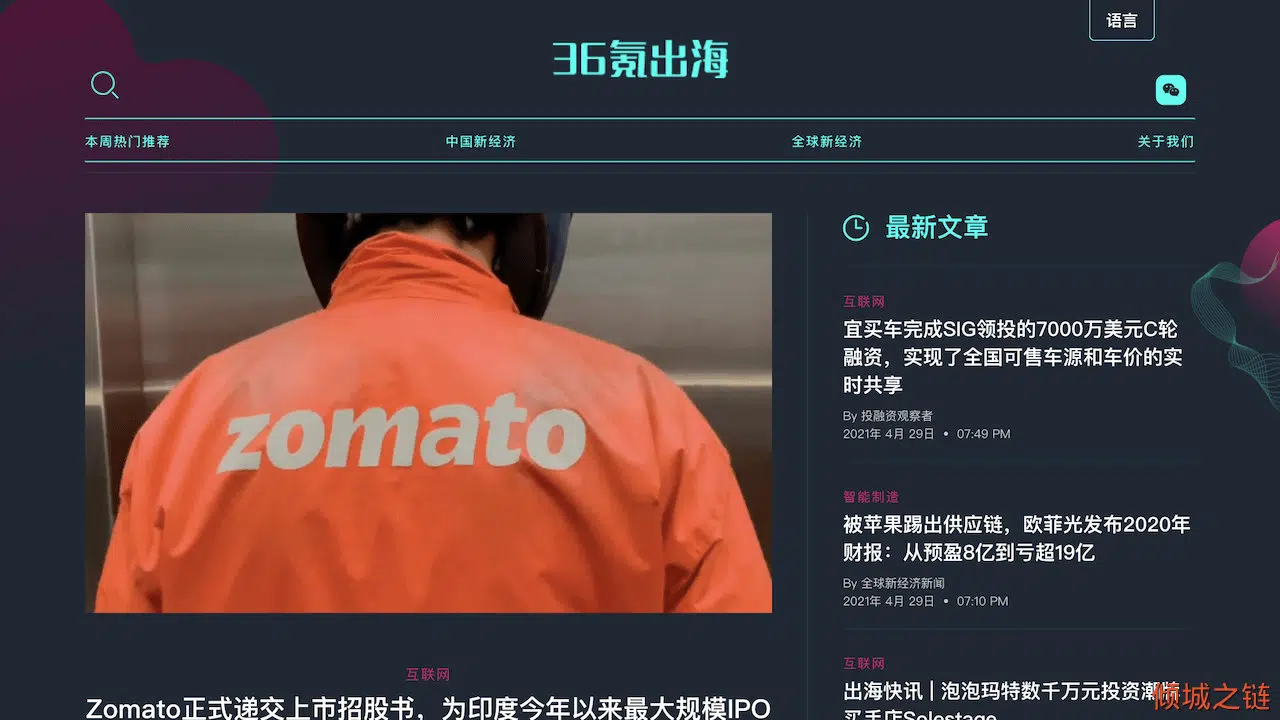 语言
36氪出海
本周热门推荐
中国新经济
全球新经济
关于我们
zomato
互联网
Zomato正式递交上市招股书，为印度今年以来最大规模IPO
最新文章
互联网
宜买车完成SIG领投的7000万美元C轮
融资，实现了全国可售车源和车价的实
时共享
By 投融资观察者
2021年 4月 29日 • 07:49 PM
智能制造
被苹果踢出供应链，欧菲光发布2020年
财报：从预盈8亿到亏超19亿
By 全球新经济新闻
2021年 4月 29日 • 07:10 PM
互联网
出海快讯 | 泡泡玛特数千万元投资潮
买手店Solestage
倾城之链